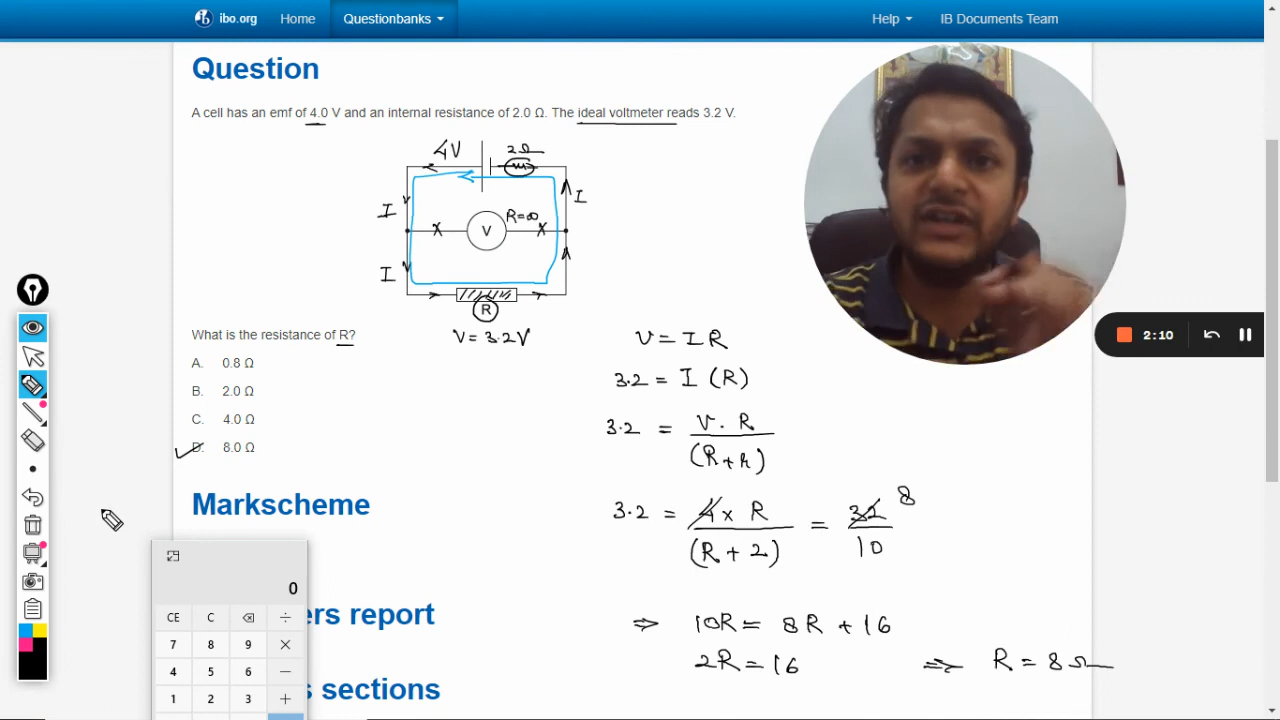 ibo.org Home Questionbanks Help IB Documents Team
Question
A cell has an emf of 4.0 V and an internal resistance of 2.0 Ω. The ideal voltmeter reads 3.2 V.
4V 2Ω
I I
R=∞
V
I
R
V = 3.2V
What is the resistance of R?
A. 0.8 Ω
B. 2.0 Ω
C. 4.0 Ω
D. 8.0 Ω
V = I R
3.2 = I (R)
3.2 = V. R
(R+r)
Markscheme
3.2 = 4 x R = 32 8
(R + 2) 10
ers report
⇒ 10R = 8R + 16
2R = 16 ⇒ R = 8Ω
s sections
2:10
0
CE C ÷
7 8 9 ×
4 5 6 −
1 2 3 +